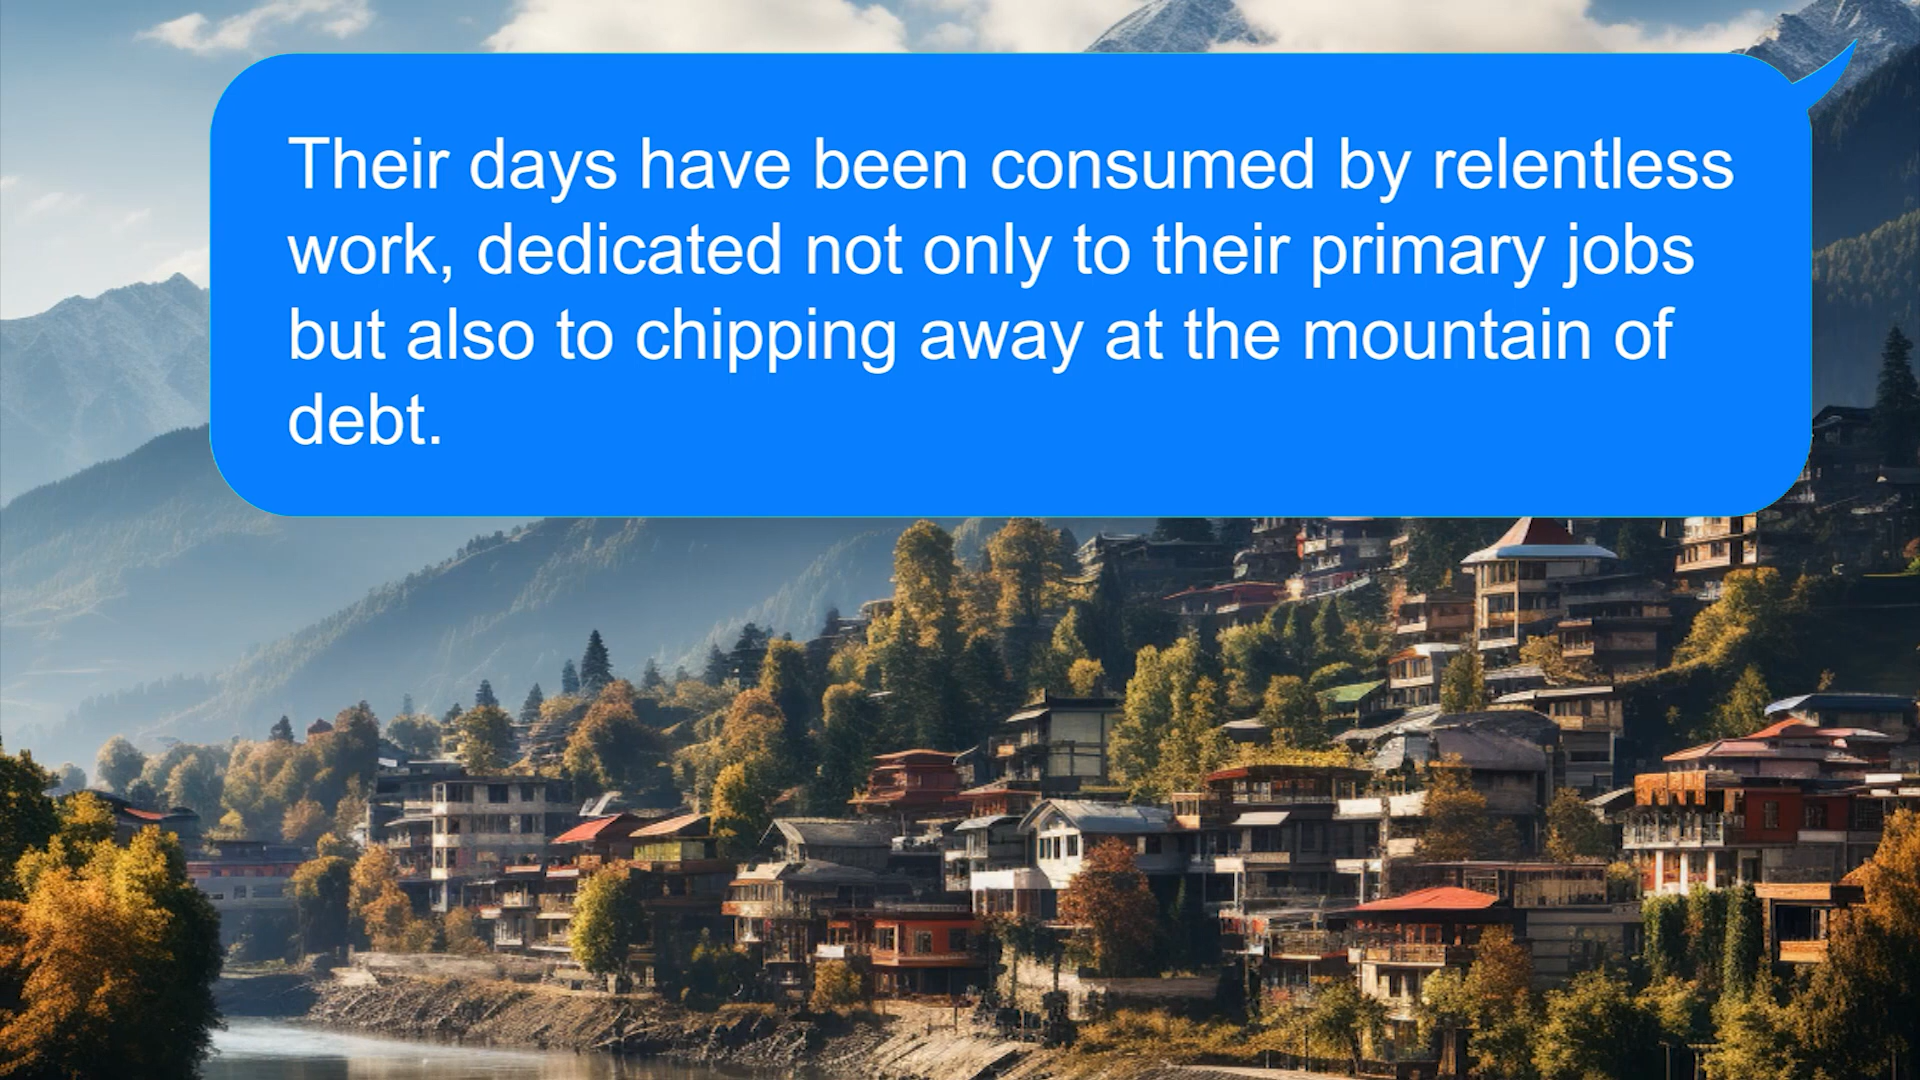 Their days have been consumed by relentless
work, dedicated not only to their primary jobs
but also to chipping away at the mountain of
debt.